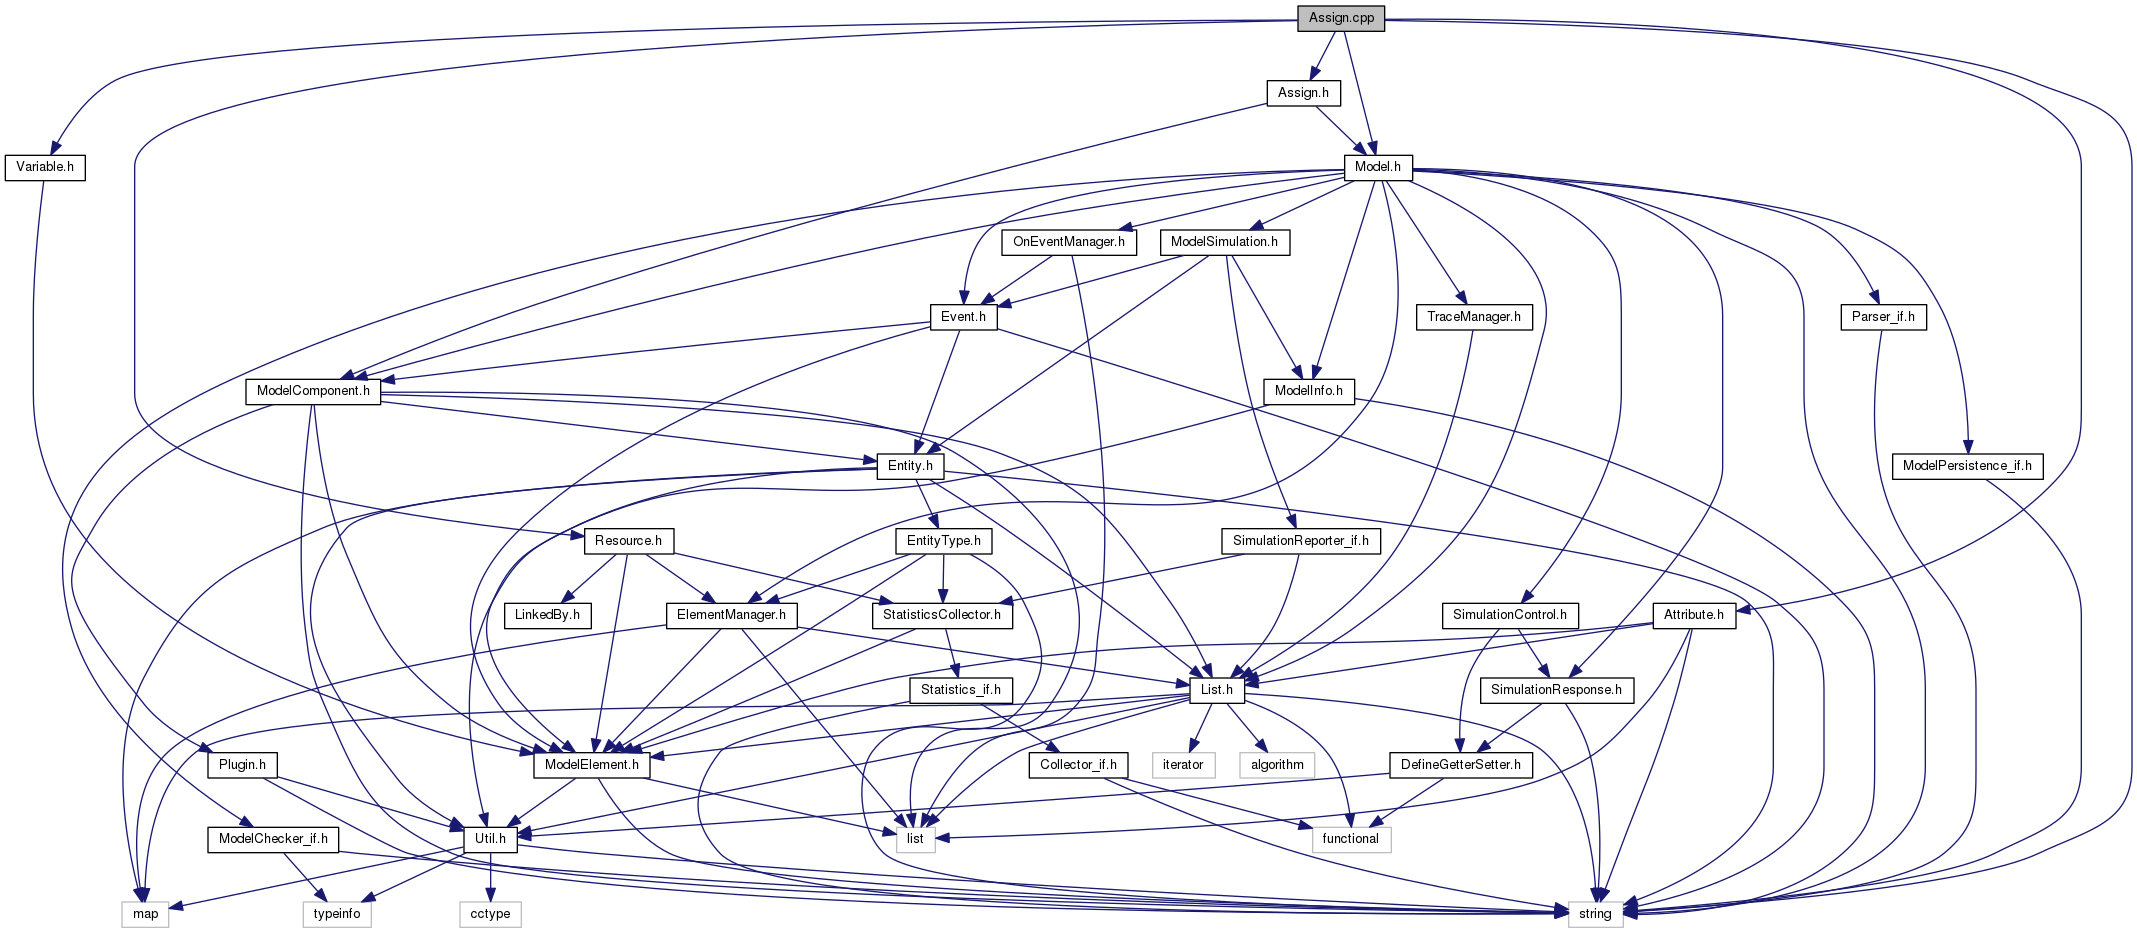 Assign.cpp
Assign.h
Variable.h
Model.h
OnEventManager.h
ModelSimulation.h
Event.h
TraceManager.h
Parser_if.h
ModelComponent.h
ModelInfo.h
Entity.h
ModelPersistence_if.h
Resource.h
EntityType.h
SimulationReporter_if.h
LinkedBy.h
ElementManager.h
StatisticsCollector.h
SimulationControl.h
Attribute.h
Statistics_if.h
List.h
SimulationResponse.h
Plugin.h
ModelElement.h
Collector_if.h
iterator
algorithm
DefineGetterSetter.h
ModelChecker_if.h
Util.h
list
functional
map
typeinfo
cctype
string